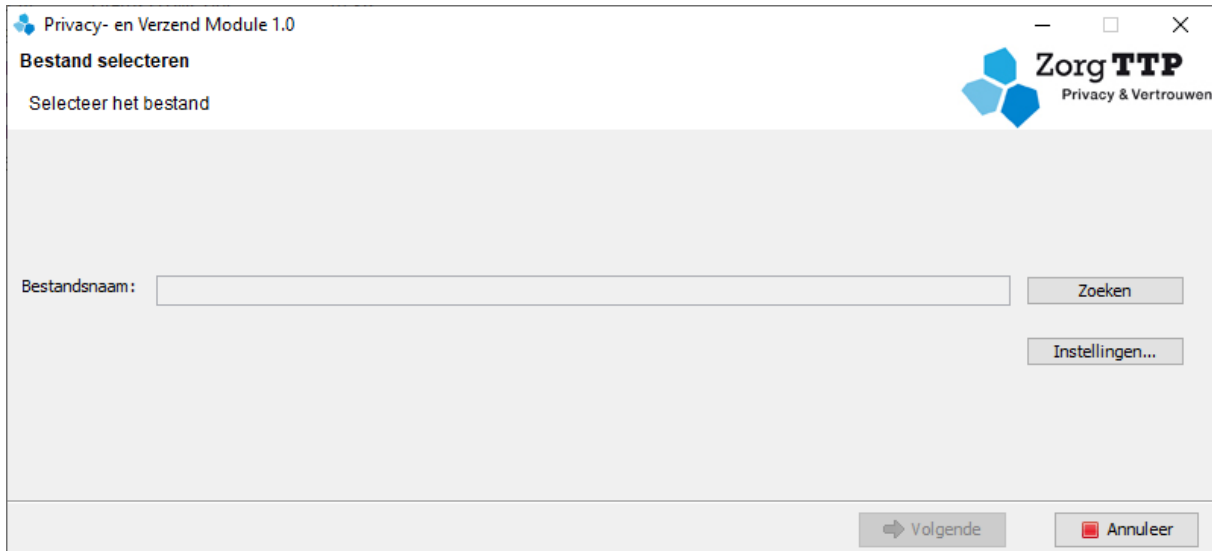 Privacy- en Verzend Module 1.0
Bestand selecteren
Selecteer het bestand
Zorg TTP
Privacy & Vertrouwen
Bestandsnaam:
Zoeken
Instellingen...
Volgende
Annuleer